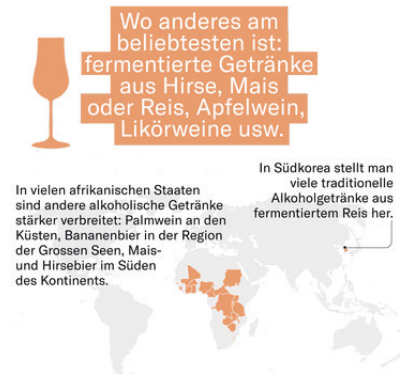 Wo anderes am
beliebtesten ist:
fermentierte Getränke
aus Hirse, Mais
oder Reis, Apfelwein,
Likörweine usw.
In Südkorea stellt man
viele traditionelle
Alkoholgetränke aus
fermentiertem Reis her.
In vielen afrikanischen Staaten
sind andere alkoholische Getränke
stärker verbreitet: Palmwein an den
Küsten, Bananenbier in der Region
der Grossen Seen, Mais-
und Hirsebier im Süden
des Kontinents.